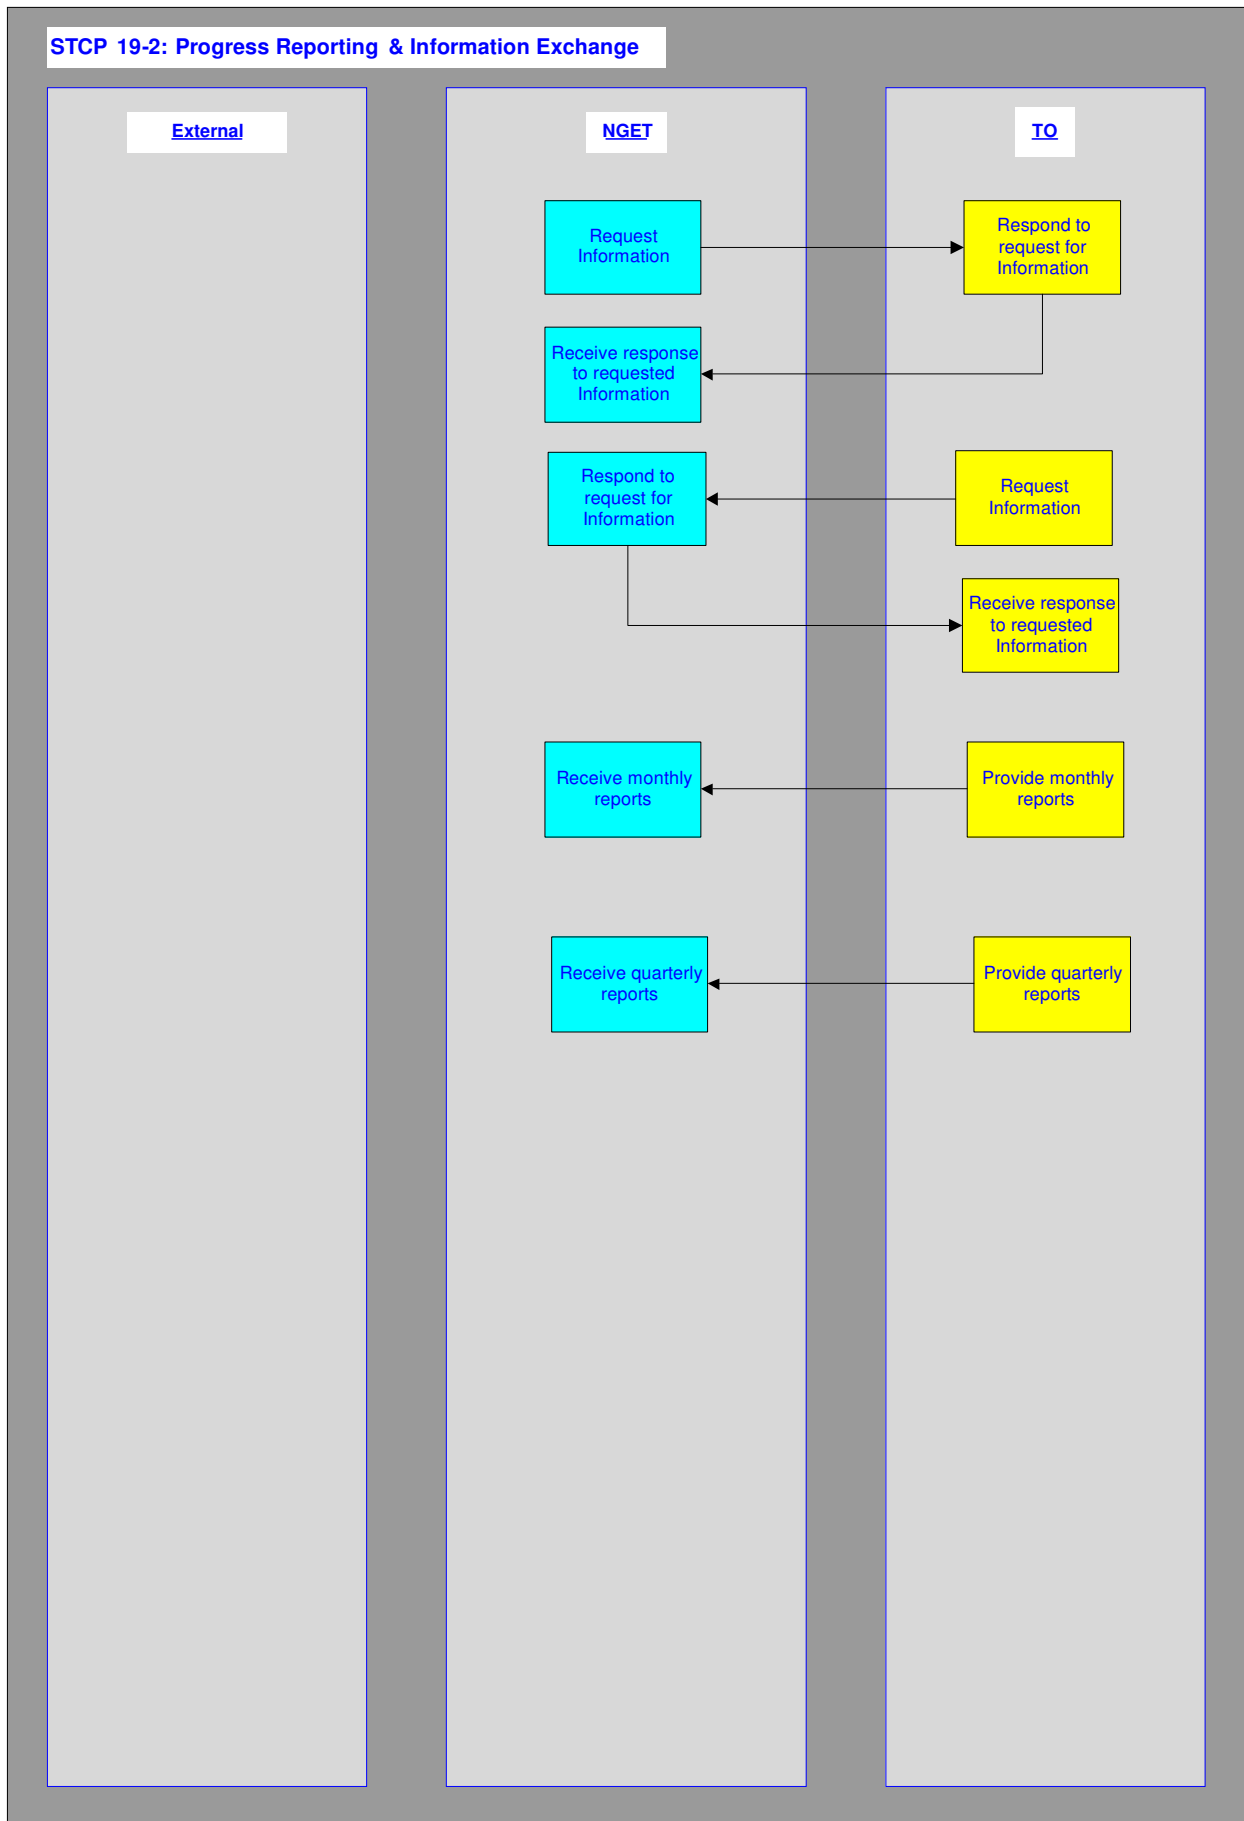 STCP 19-2: Progress Reporting & Information Exchange
External
NGET
TO
Request
Information
Respond to
request for
Information
Receive response
to requested
Information
Respond to
request for
Information
Request
Information
Receive response
to requested
Information
Receive monthly
reports
Provide monthly
reports
Receive quarterly
reports
Provide quarterly
reports